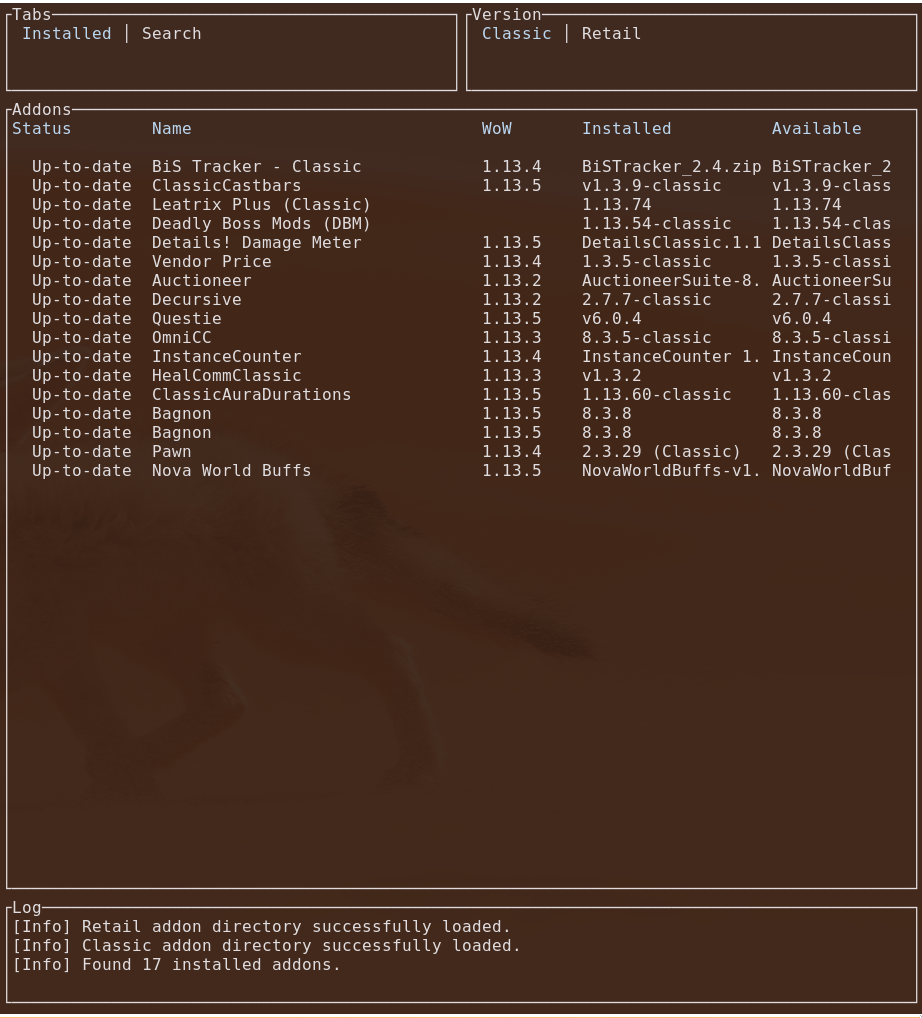 Tabs Version
Installed | Search Classic | Retail
Addons
Status Name WoW Installed Available
Up-to-date BiS Tracker - Classic 1.13.4 BiSTracker_2.4.zip BiSTracker_2
Up-to-date ClassicCastbars 1.13.5 v1.3.9-classic v1.3.9-class
Up-to-date Leatrix Plus (Classic) 1.13.74 1.13.74
Up-to-date Deadly Boss Mods (DBM) 1.13.54-classic 1.13.54-clas
Up-to-date Details! Damage Meter 1.13.5 DetailsClassic.1.1 DetailsClass
Up-to-date Vendor Price 1.13.4 1.3.5-classic 1.3.5-classi
Up-to-date Auctioneer 1.13.2 AuctioneerSuite-8. AuctioneerSu
Up-to-date Decursive 1.13.2 2.7.7-classic 2.7.7-classi
Up-to-date Questie 1.13.5 v6.0.4 v6.0.4
Up-to-date OmniCC 1.13.3 8.3.5-classic 8.3.5-classi
Up-to-date InstanceCounter 1.13.4 InstanceCounter 1. InstanceCoun
Up-to-date HealCommClassic 1.13.3 v1.3.2 v1.3.2
Up-to-date ClassicAuraDurations 1.13.5 1.13.60-classic 1.13.60-clas
Up-to-date Bagnon 1.13.5 8.3.8 8.3.8
Up-to-date Bagnon 1.13.5 8.3.8 8.3.8
Up-to-date Pawn 1.13.4 2.3.29 (Classic) 2.3.29 (Clas
Up-to-date Nova World Buffs 1.13.5 NovaWorldBuffs-v1. NovaWorldBuf
Log
[Info] Retail addon directory successfully loaded.
[Info] Classic addon directory successfully loaded.
[Info] Found 17 installed addons.